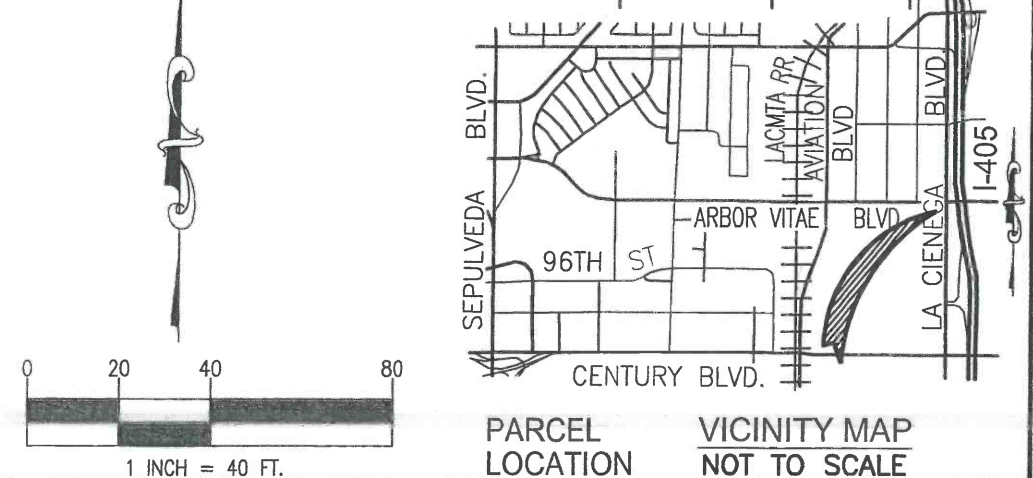 0 20 40 80
1 INCH = 40 FT.
SEPULVEDA BLVD.
LACMTA RR
AVIATION BLVD
LA CIENEGA BLVD.
I-405
ARBOR VITAE BLVD.
96TH ST
CENTURY BLVD.
PARCEL LOCATION
VICINITY MAP
NOT TO SCALE